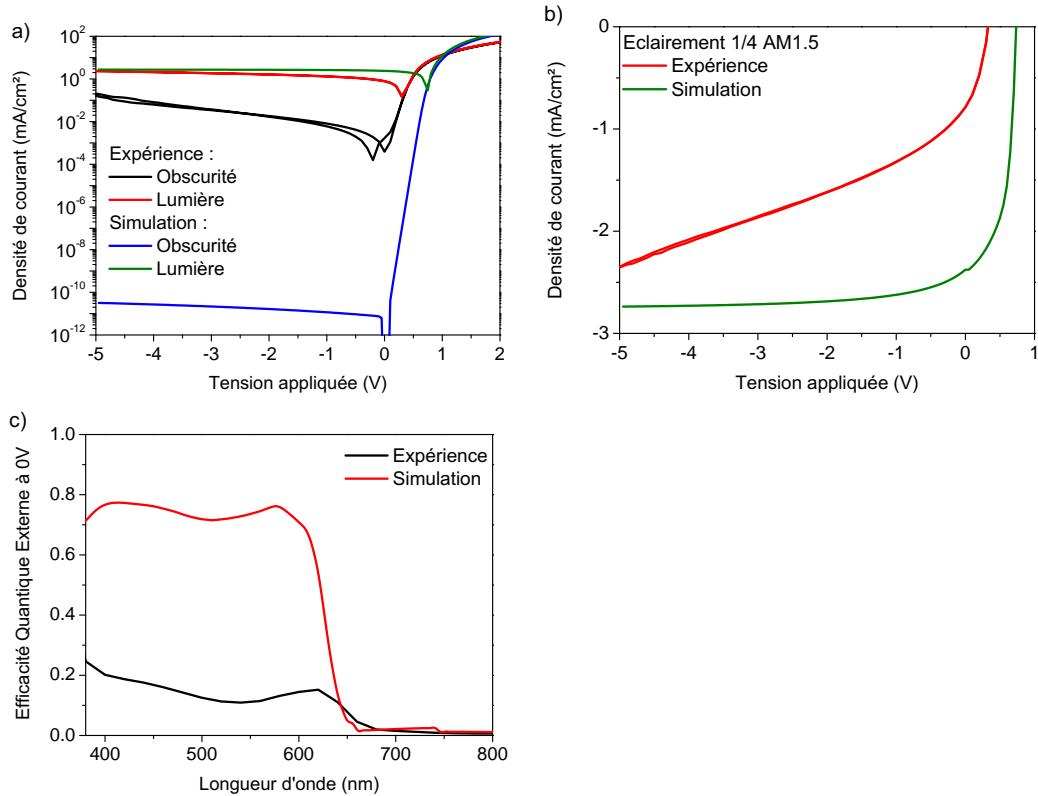 a)
Densité de courant (mA/cm²)
10^2
10^0
10^-2
10^-4
10^-6
10^-8
10^-10
10^-12
Expérience :
Obscurité
Lumière
Simulation :
Obscurité
Lumière
-5 -4 -3 -2 -1 0 1 2
Tension appliquée (V)
b)
Densité de courant (mA/cm²)
0
-1
-2
-3
Eclairement 1/4 AM1.5
Expérience
Simulation
-5 -4 -3 -2 -1 0 1
Tension appliquée (V)
c)
Efficacité Quantique Externe à 0V
1.0
0.8
0.6
0.4
0.2
0.0
Expérience
Simulation
400 500 600 700 800
Longueur d'onde (nm)